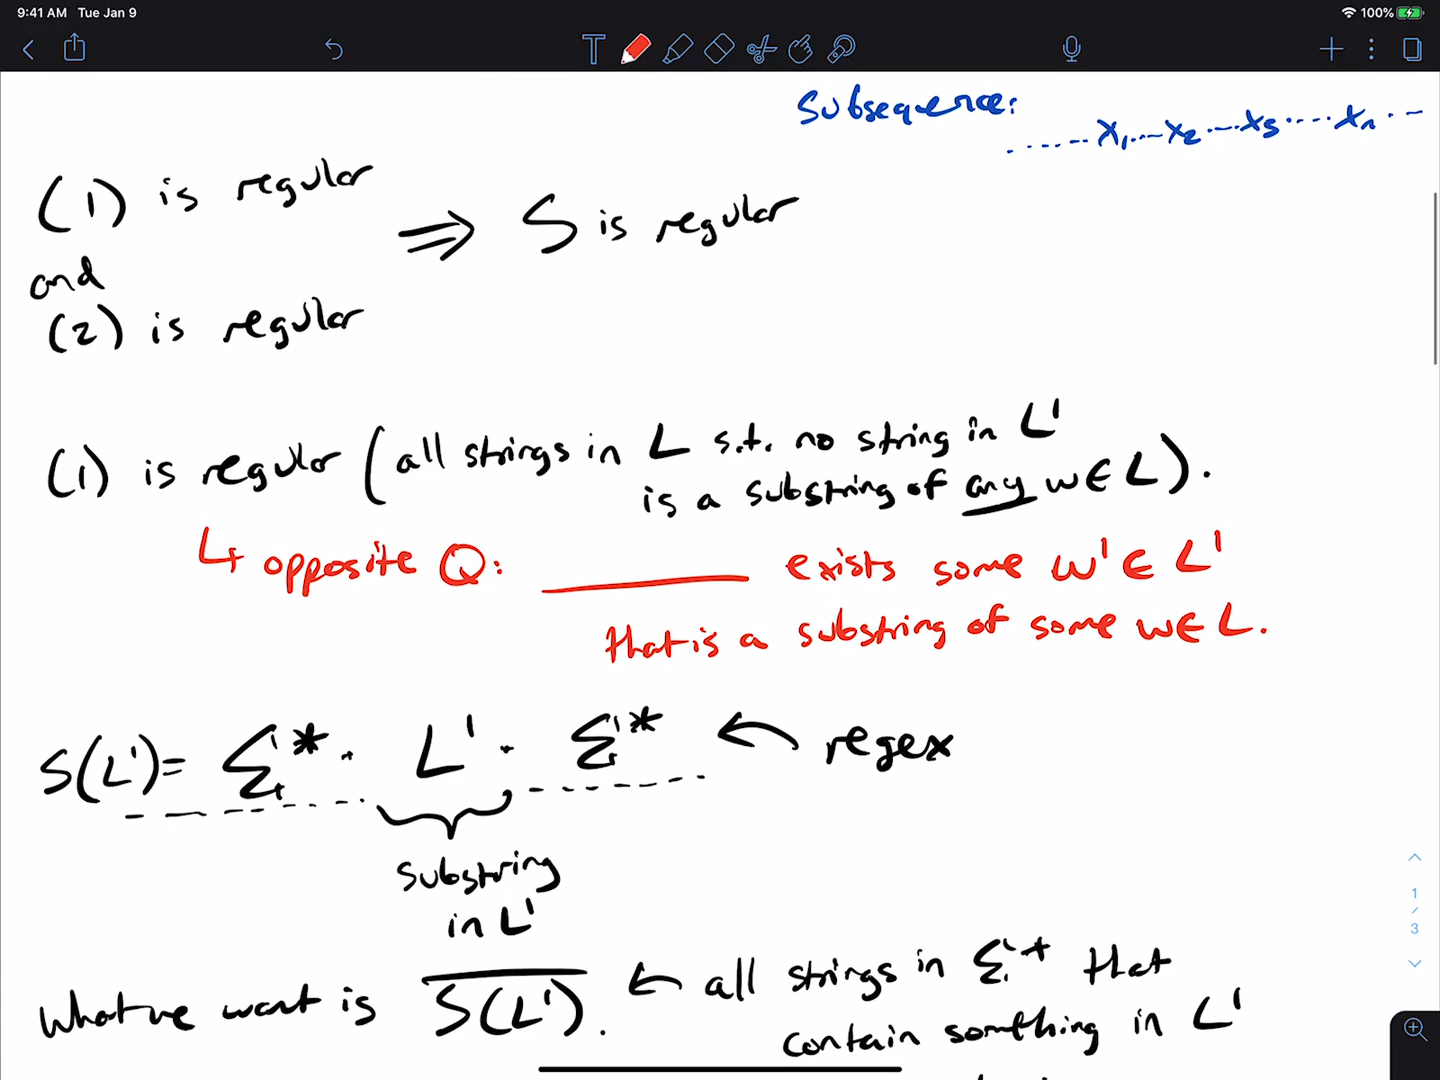 9:41 AM Tue Jan 9
100%
Subsequence:
...... x₁ ... x₂ .... x₃ ..... xₙ ....
(1) is regular
and
(2) is regular
⇒ S is regular
(1) is regular (all strings in L s.t. no string in L'
is a substring of any w ∈ L).
↳ opposite Q: ______ exists some w' ∈ L'
that is a substring of some w ∈ L.
S(L') = Σ* · L' · Σ* ← regex
substring
in L'
What we want is \overline{S(L')}. ← all strings in Σ* that
contain something in L'
1
/
3